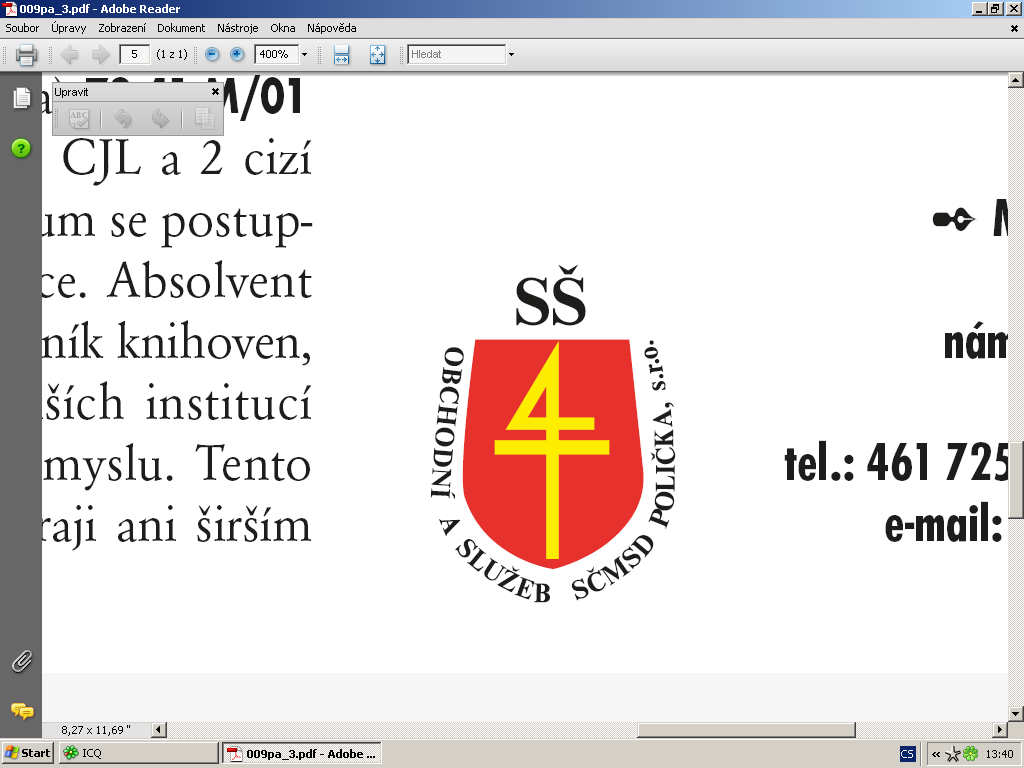 009pa_3.pdf - Adobe Reader
Soubor Úpravy Zobrazení Dokument Nástroje Okna Nápověda
5 (1 z 1) 400% Hledat
Upravit
M/01
CJL a 2 cizí
um se postup-
ce. Absolvent
ník knihoven,
ších institucí
myslu. Tento
raji ani širším
SŠ
OBCHODNÍ A SLUŽEB SČMSD POLIČKA, s.r.o.
M
nám
tel.: 461 725
e-mail:
8,27 x 11,69 "
Start ICQ 009pa_3.pdf - Adobe ... CS « 13:40